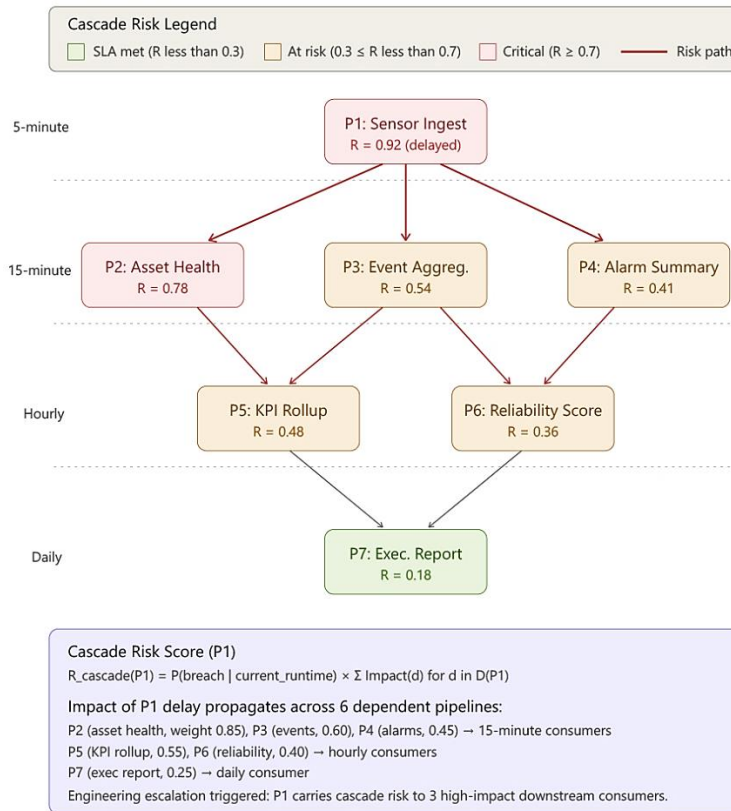 Cascade Risk Legend
SLA met (R less than 0.3) At risk (0.3 ≤ R less than 0.7) Critical (R ≥ 0.7) Risk path
5-minute
P1: Sensor Ingest
R = 0.92 (delayed)
15-minute
P2: Asset Health
R = 0.78
P3: Event Aggreg.
R = 0.54
P4: Alarm Summary
R = 0.41
Hourly
P5: KPI Rollup
R = 0.48
P6: Reliability Score
R = 0.36
Daily
P7: Exec. Report
R = 0.18
Cascade Risk Score (P1)
R_cascade(P1) = P(breach | current_runtime) × Σ Impact(d) for d in D(P1)
Impact of P1 delay propagates across 6 dependent pipelines:
P2 (asset health, weight 0.85), P3 (events, 0.60), P4 (alarms, 0.45) → 15-minute consumers
P5 (KPI rollup, 0.55), P6 (reliability, 0.40) → hourly consumers
P7 (exec report, 0.25) → daily consumer
Engineering escalation triggered: P1 carries cascade risk to 3 high-impact downstream consumers.